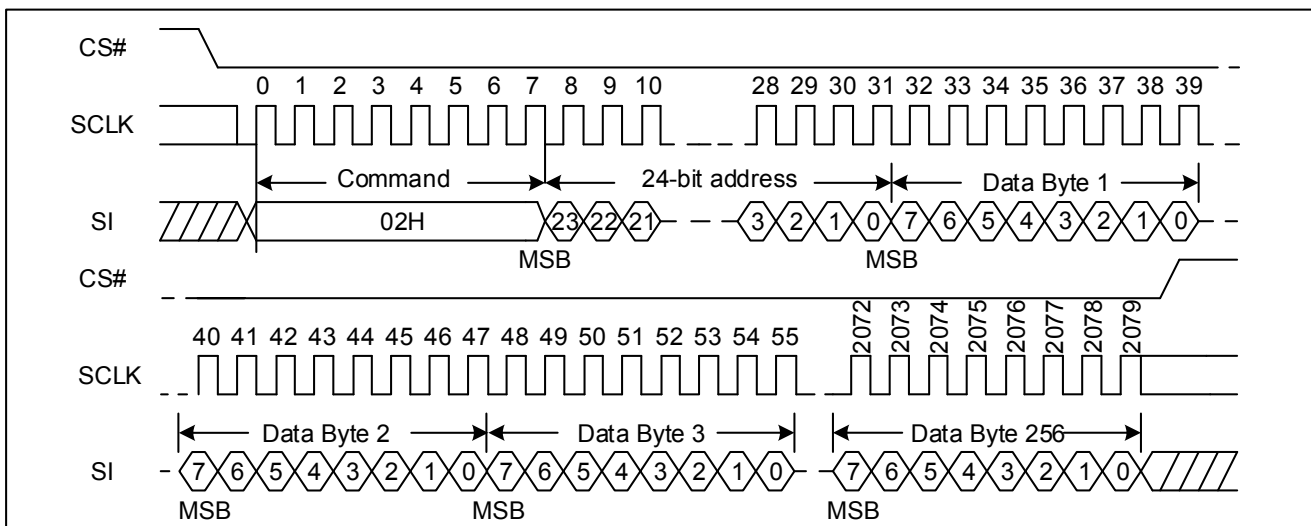 CS#
0 1 2 3 4 5 6 7 8 9 10 28 29 30 31 32 33 34 35 36 37 38 39
SCLK
Command 24-bit address Data Byte 1
SI 02H 23 22 21 3 2 1 0 7 6 5 4 3 2 1 0
MSB MSB
CS#
40 41 42 43 44 45 46 47 48 49 50 51 52 53 54 55 2072 2073 2074 2075 2076 2077 2078 2079
SCLK
Data Byte 2 Data Byte 3 Data Byte 256
SI 7 6 5 4 3 2 1 0 7 6 5 4 3 2 1 0 7 6 5 4 3 2 1 0
MSB MSB MSB